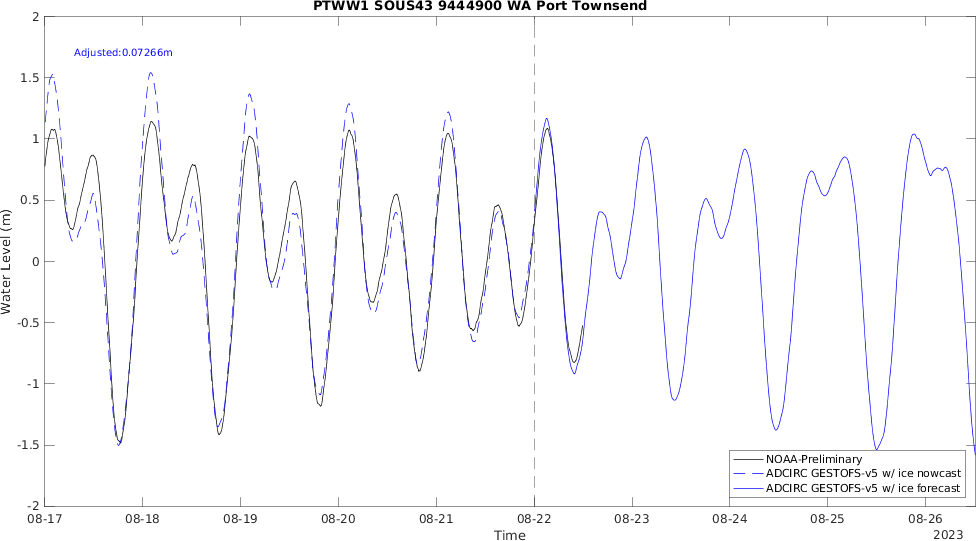 PTWW1 SOUS43 9444900 WA Port Townsend
Adjusted:0.07266m
2
1.5
1
0.5
0
-0.5
-1
-1.5
-2
Water Level (m)
NOAA-Preliminary
ADCIRC GESTOFS-v5 w/ ice nowcast
ADCIRC GESTOFS-v5 w/ ice forecast
08-17 08-18 08-19 08-20 08-21 08-22 08-23 08-24 08-25 08-26
Time
2023